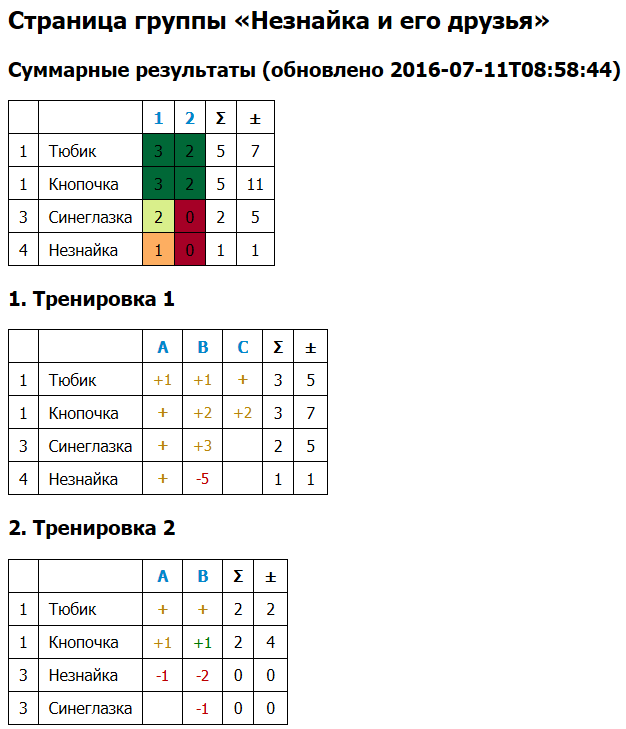 Страница группы «Незнайка и его друзья»
Суммарные результаты (обновлено 2016-07-11T08:58:44)
1 2 Σ ±
1 Тюбик 3 2 5 7
1 Кнопочка 3 2 5 11
3 Синеглазка 2 0 2 5
4 Незнайка 1 0 1 1
1. Тренировка 1
A B C Σ ±
1 Тюбик +1 +1 + 3 5
1 Кнопочка + +2 +2 3 7
3 Синеглазка + +3 2 5
4 Незнайка + -5 1 1
2. Тренировка 2
A B Σ ±
1 Тюбик + + 2 2
1 Кнопочка +1 +1 2 4
3 Незнайка -1 -2 0 0
3 Синеглазка -1 0 0